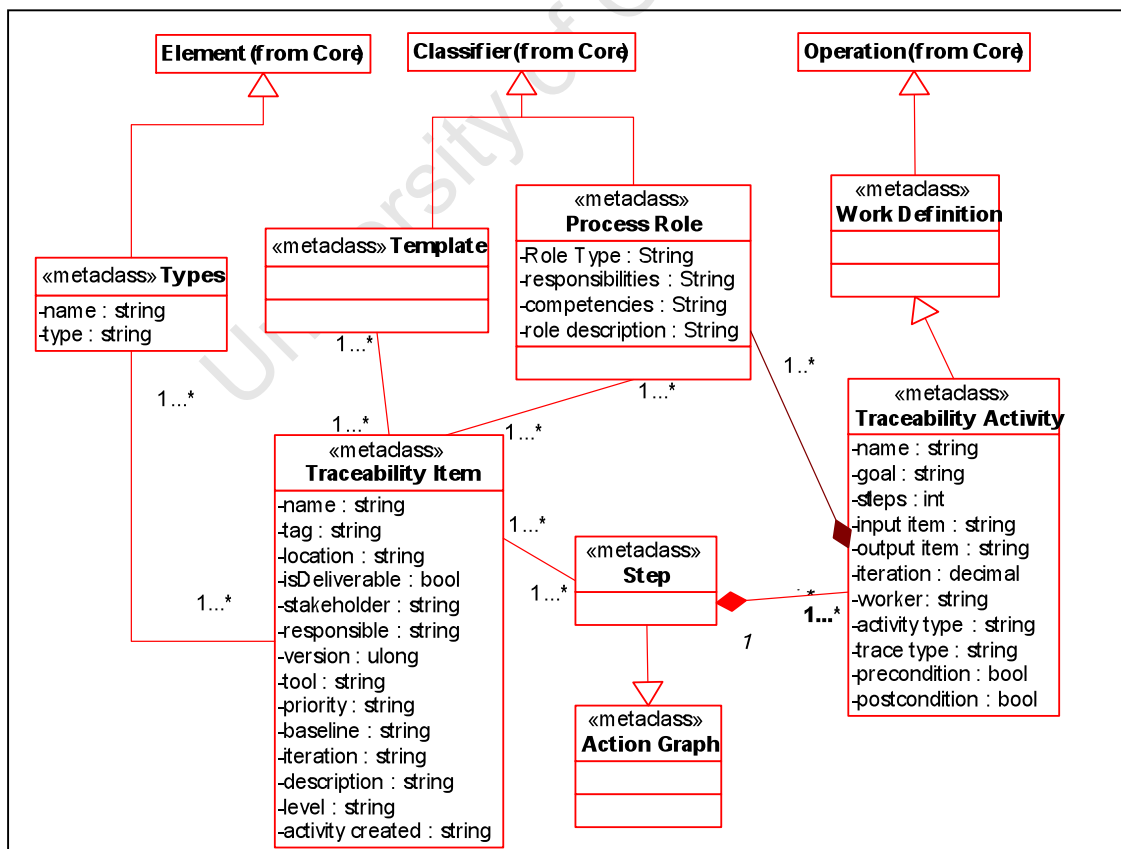 Element (from Core)
Classifier(from Core)
Operation(from Core)
«metaclass» Types
-name : string
-type : string
«metaclass» Template
«metaclass»
Process Role
-Role Type : String
-responsibilities : String
-competencies : String
-role description : String
«metaclass»
Work Definition
«metaclass»
Traceability Activity
-name : string
-goal : string
-steps : int
-input item : string
-output item : string
-iteration : decimal
-worker : string
-activity type : string
-trace type : string
-precondition : bool
-postcondition : bool
«metaclass»
Traceability Item
-name : string
-tag : string
-location : string
-isDeliverable : bool
-stakeholder : string
-responsible : string
-version : ulong
-tool : string
-priority : string
-baseline : string
-iteration : string
-description : string
-level : string
-activity created : string
«metaclass»
Step
«metaclass»
Action Graph
1...*
1...*
1...*
1...*
1...*
1...*
1..*
1...*
1...*
1
1...*
University of